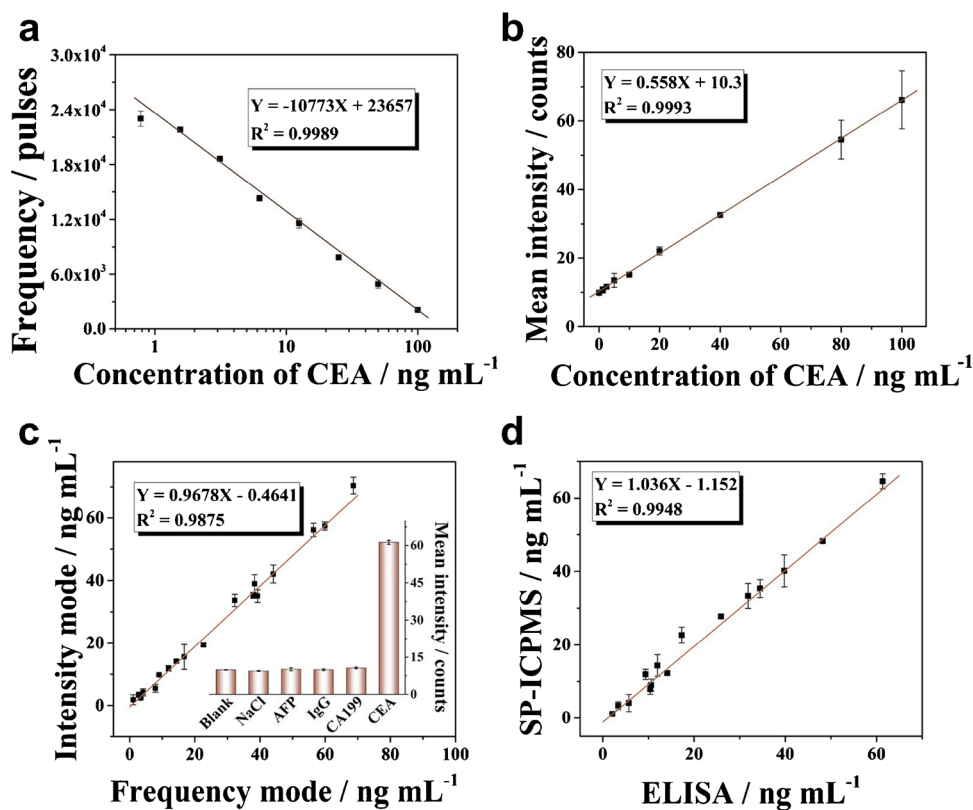 a
3.0x10⁴
2.4x10⁴
1.8x10⁴
1.2x10⁴
6.0x10³
0.0
Frequency / pulses
Y = -10773X + 23657
R² = 0.9989
1 10 100
Concentration of CEA / ng mL⁻¹
b
80
60
40
20
0
Mean intensity / counts
Y = 0.558X + 10.3
R² = 0.9993
0 20 40 60 80 100
Concentration of CEA / ng mL⁻¹
c
60
40
20
0
Intensity mode / ng mL⁻¹
Y = 0.9678X - 0.4641
R² = 0.9875
60
45
30
15
0
Mean intensity / counts
Blank NaCl AFP IgG CA199 CEA
0 20 40 60 80 100
Frequency mode / ng mL⁻¹
d
60
40
20
0
SP-ICPMS / ng mL⁻¹
Y = 1.036X - 1.152
R² = 0.9948
0 20 40 60
ELISA / ng mL⁻¹